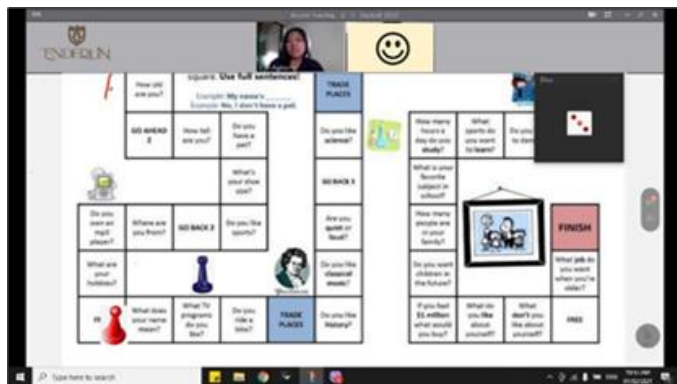 ENDERUN
square. Use full sentences!
Example: My name's
Example: No, I don't have a pet.
How old
are you?
TRADE
PLACES
GO AHEAD
2
How tall
are you?
Do you
have a
pet?
Do you like
science?
How many
hours a
day do you
study?
What
sports do
you want
to learn?
Do you
to dan
What's
your shoe
size?
GO BACK 3
What is your
favorite
subject in
school?
Do you
own an
mp3
player?
Where are
you from?
GO BACK 2
Do you like
sports?
Are you
quiet or
loud?
How many
people are
in your
family?
FINISH
What are
your
hobbies?
Do you like
classical
music?
Do you want
children in
the future?
What job do
you want
when you're
older?
What does
your name
mean?
What TV
programs
do you
like?
Do you
ride a
bike?
TRADE
PLACES
Do you like
history?
If you had
$1 million
what would
you buy?
What do
you like
about
yourself?
What
don't you
like about
yourself?
FREE
Type here to search